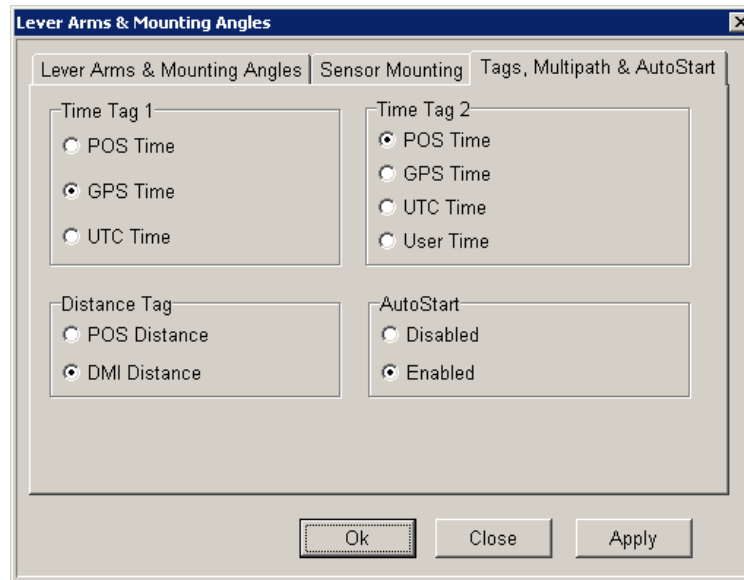 Lever Arms & Mounting Angles
Lever Arms & Mounting Angles
Sensor Mounting
Tags, Multipath & AutoStart
Time Tag 1
POS Time
GPS Time
UTC Time
Time Tag 2
POS Time
GPS Time
UTC Time
User Time
Distance Tag
POS Distance
DMI Distance
AutoStart
Disabled
Enabled
Ok
Close
Apply